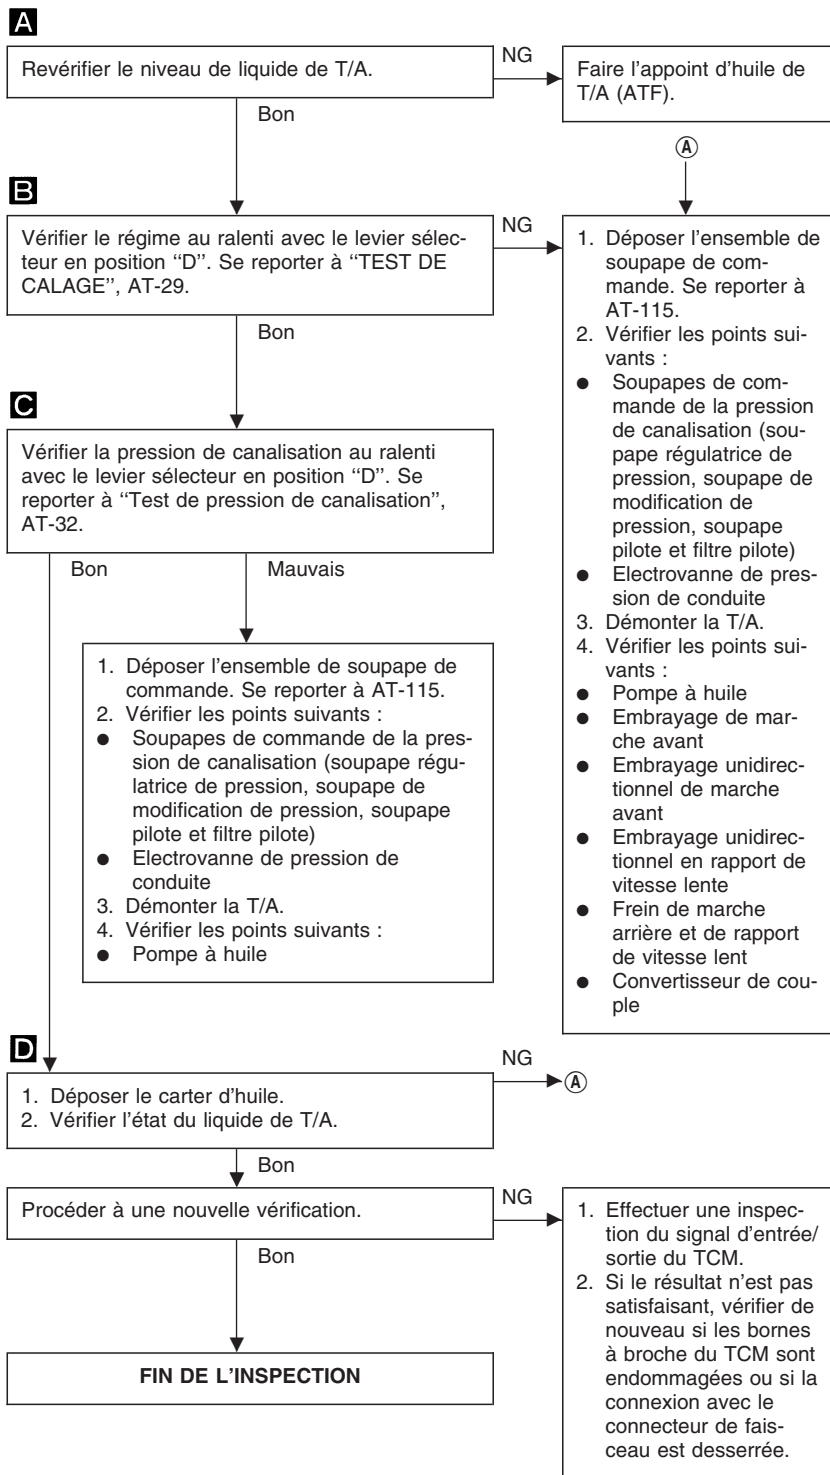 A
Revérifier le niveau de liquide de T/A.
NG
Faire l'appoint d'huile de
T/A (ATF).
Bon
Ⓐ
B
Vérifier le régime au ralenti avec le levier sélec-
teur en position “D”. Se reporter à “TEST DE
CALAGE”, AT-29.
NG
1. Déposer l'ensemble de
soupape de com-
mande. Se reporter à
AT-115.
2. Vérifier les points sui-
vants :
● Soupapes de com-
mande de la pression
de canalisation (sou-
pape régulatrice de
pression, soupape de
modification de
pression, soupape
pilote et filtre pilote)
● Electrovanne de pres-
sion de conduite
3. Démonter la T/A.
4. Vérifier les points sui-
vants :
● Pompe à huile
● Embrayage de mar-
che avant
● Embrayage unidirec-
tionnel de marche
avant
● Embrayage unidirec-
tionnel en rapport de
vitesse lente
● Frein de marche
arrière et de rapport
de vitesse lent
● Convertisseur de cou-
ple
Bon
C
Vérifier la pression de canalisation au ralenti
avec le levier sélecteur en position “D”. Se
reporter à “Test de pression de canalisation”,
AT-32.
Bon
Mauvais
1. Déposer l'ensemble de soupape de
commande. Se reporter à AT-115.
2. Vérifier les points suivants :
● Soupapes de commande de la pres-
sion de canalisation (soupape régu-
latrice de pression, soupape de
modification de pression, soupape
pilote et filtre pilote)
● Electrovanne de pression de
conduite
3. Démonter la T/A.
4. Vérifier les points suivants :
● Pompe à huile
D
1. Déposer le carter d'huile.
2. Vérifier l'état du liquide de T/A.
NG
Ⓐ
Bon
Procéder à une nouvelle vérification.
NG
1. Effectuer une inspec-
tion du signal d'entrée/
sortie du TCM.
2. Si le résultat n'est pas
satisfaisant, vérifier de
nouveau si les bornes
à broche du TCM sont
endommagées ou si la
connexion avec le
connecteur de fais-
ceau est desserrée.
Bon
FIN DE L'INSPECTION